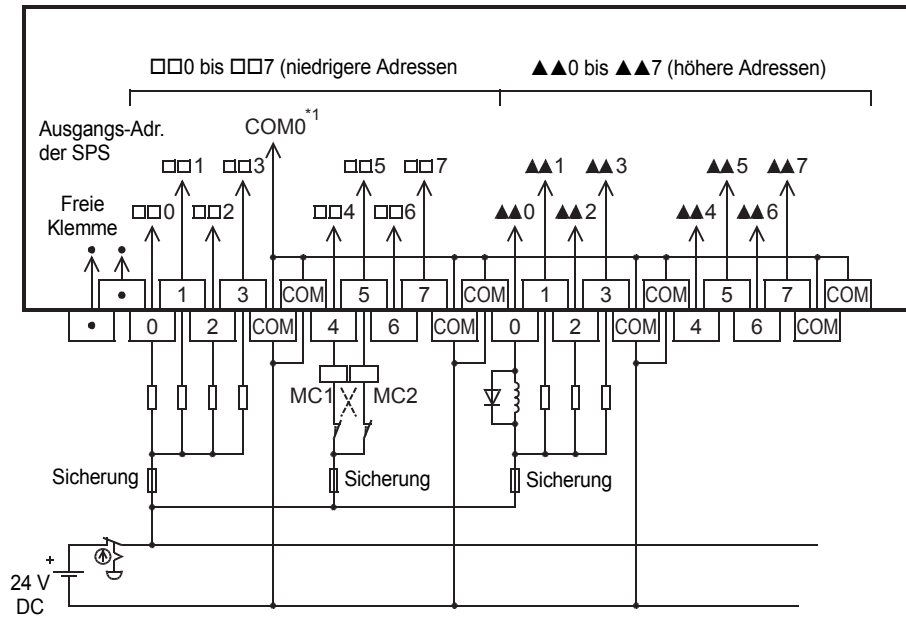 □□0 bis □□7 (niedrigere Adressen
▲▲0 bis ▲▲7 (höhere Adressen)
Ausgangs-Adr.
der SPS
COM0*1
□□1 □□3 □□5 □□7 ▲▲1 ▲▲3 ▲▲5 ▲▲7
Freie
Klemme
□□0 □□2 □□4 □□6 ▲▲0 ▲▲2 ▲▲4 ▲▲6
• 1 3 COM 5 7 COM 1 3 COM 5 7 COM
• 0 2 COM 4 6 COM 0 2 COM 4 6 COM
MC1 MC2
Sicherung Sicherung Sicherung
+
24 V
DC